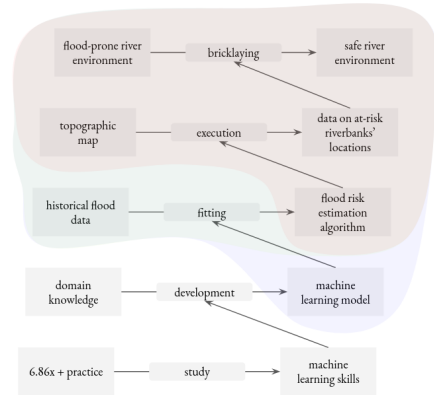 flood-prone river
environment
bricklaying
safe river
environment
topographic
map
execution
data on at-risk
riverbanks'
locations
historical flood
data
fitting
flood risk
estimation
algorithm
domain
knowledge
development
machine
learning model
6.86x + practice
study
machine
learning skills